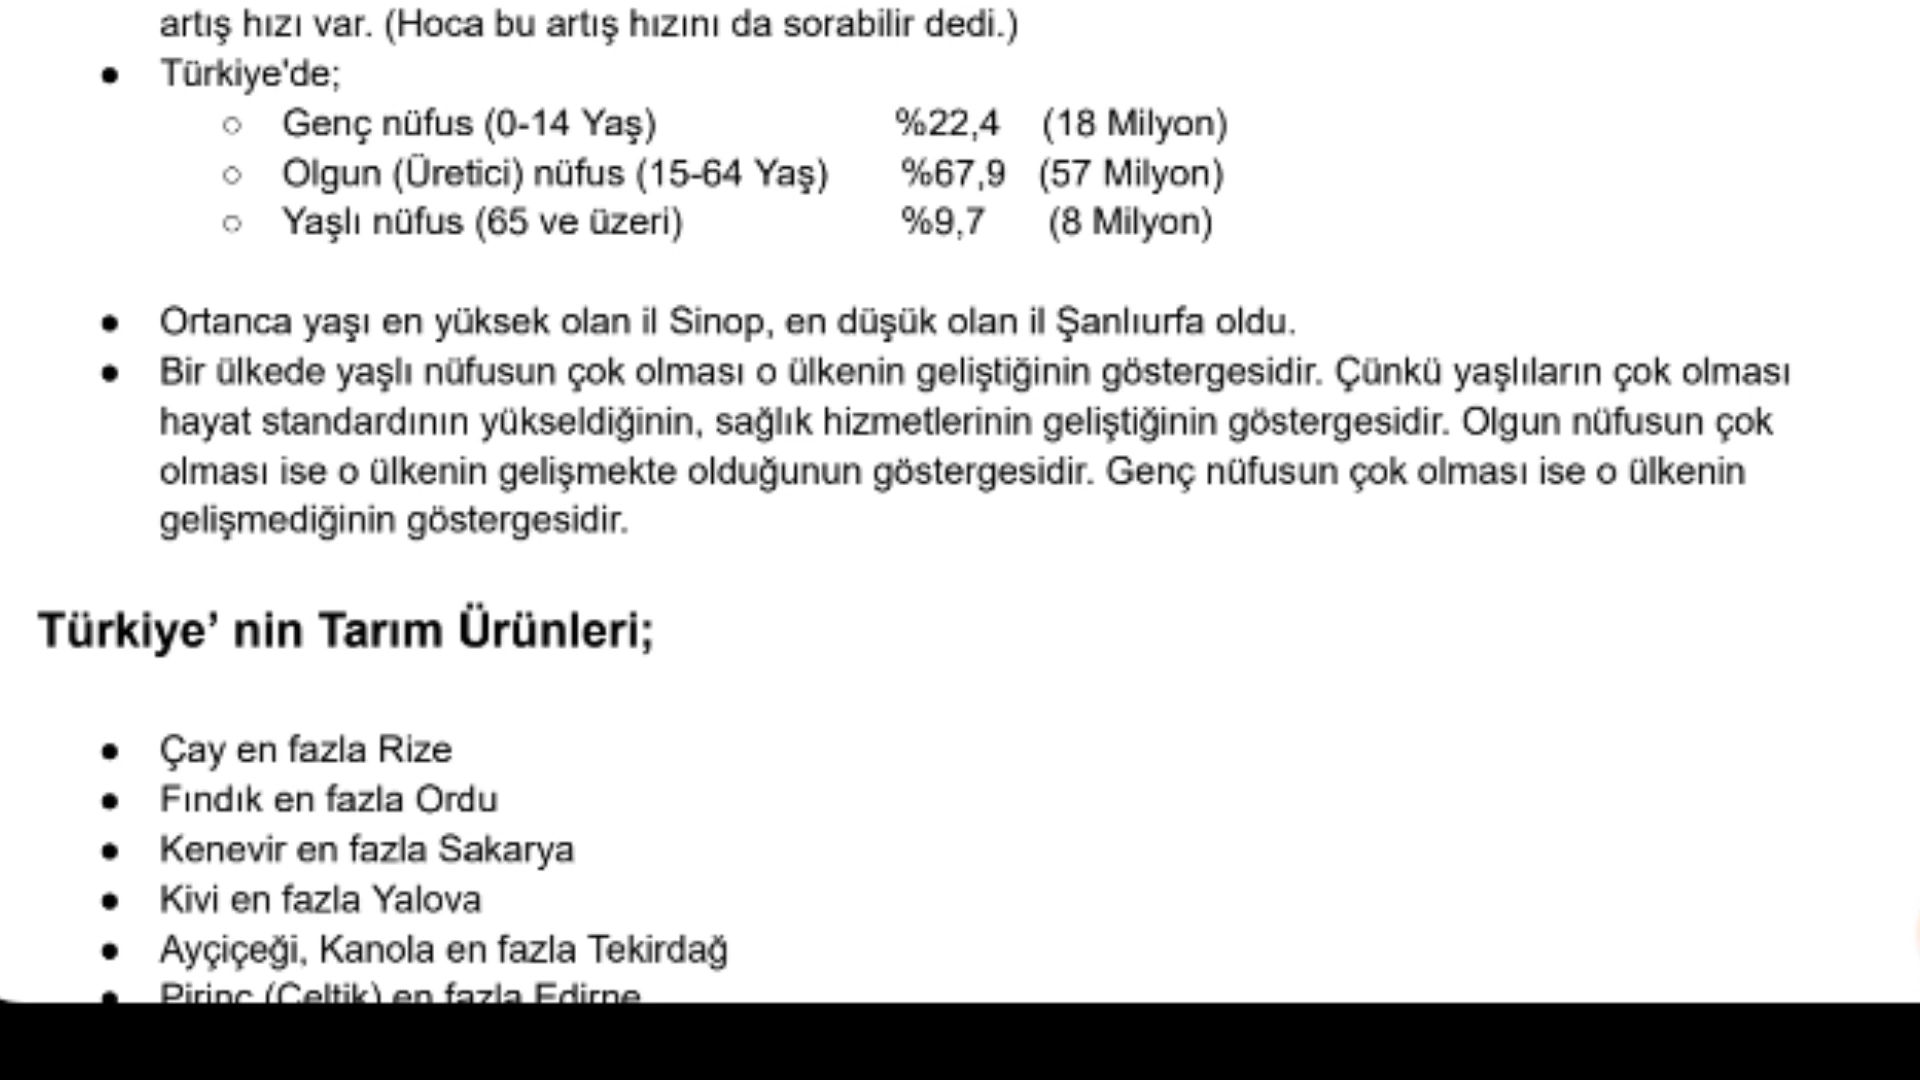 artış hızı var. (Hoca bu artış hızını da sorabilir dedi.)
● Türkiye'de;
○ Genç nüfus (0-14 Yaş) %22,4 (18 Milyon)
○ Olgun (Üretici) nüfus (15-64 Yaş) %67,9 (57 Milyon)
○ Yaşlı nüfus (65 ve üzeri) %9,7 (8 Milyon)
● Ortanca yaşı en yüksek olan il Sinop, en düşük olan il Şanlıurfa oldu.
● Bir ülkede yaşlı nüfusun çok olması o ülkenin geliştiğinin göstergesidir. Çünkü yaşlıların çok olması
hayat standardının yükseldiğinin, sağlık hizmetlerinin geliştiğinin göstergesidir. Olgun nüfusun çok
olması ise o ülkenin gelişmekte olduğunun göstergesidir. Genç nüfusun çok olması ise o ülkenin
gelişmediğinin göstergesidir.
Türkiye’ nin Tarım Ürünleri;
● Çay en fazla Rize
● Fındık en fazla Ordu
● Kenevir en fazla Sakarya
● Kivi en fazla Yalova
● Ayçiçeği, Kanola en fazla Tekirdağ
● Pirinç (Çeltik) en fazla Edirne